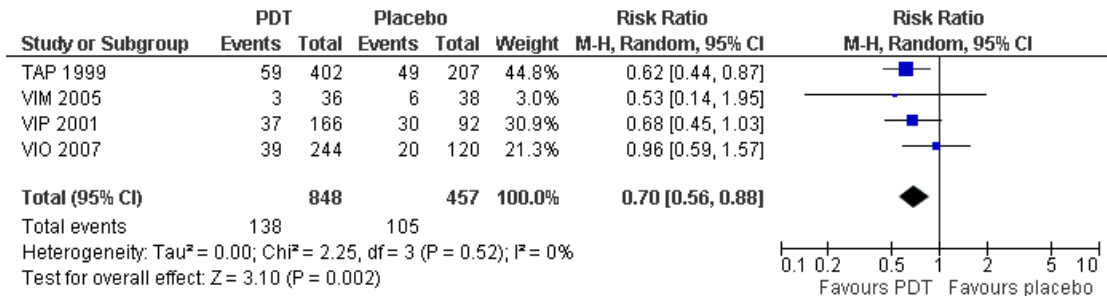 PDT Placebo Risk Ratio Risk Ratio
Study or Subgroup Events Total Events Total Weight M-H, Random, 95% CI M-H, Random, 95% CI
TAP 1999 59 402 49 207 44.8% 0.62 [0.44, 0.87]
VIM 2005 3 36 6 38 3.0% 0.53 [0.14, 1.95]
VIP 2001 37 166 30 92 30.9% 0.68 [0.45, 1.03]
VIO 2007 39 244 20 120 21.3% 0.96 [0.59, 1.57]
Total (95% CI) 848 457 100.0% 0.70 [0.56, 0.88]
Total events 138 105
Heterogeneity: Tau² = 0.00; Chi² = 2.25, df = 3 (P = 0.52); I² = 0%
Test for overall effect: Z = 3.10 (P = 0.002)
0.1 0.2 0.5 1 2 5 10
Favours PDT Favours placebo